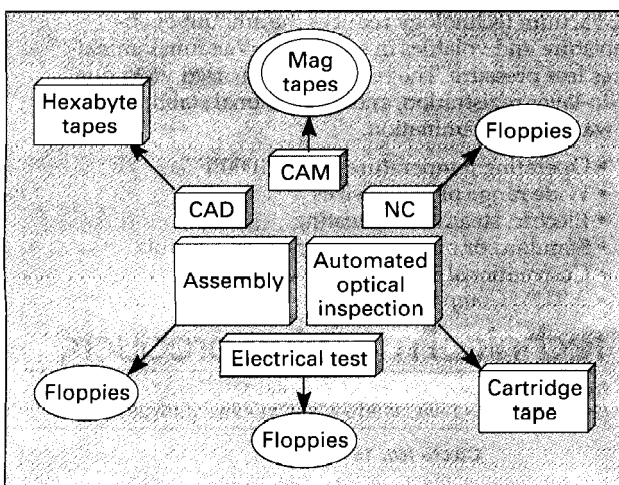 Mag
tapes
Hexabyte
tapes
Floppies
CAM
CAD
NC
Assembly
Automated
optical
inspection
Electrical test
Floppies
Cartridge
tape
Floppies